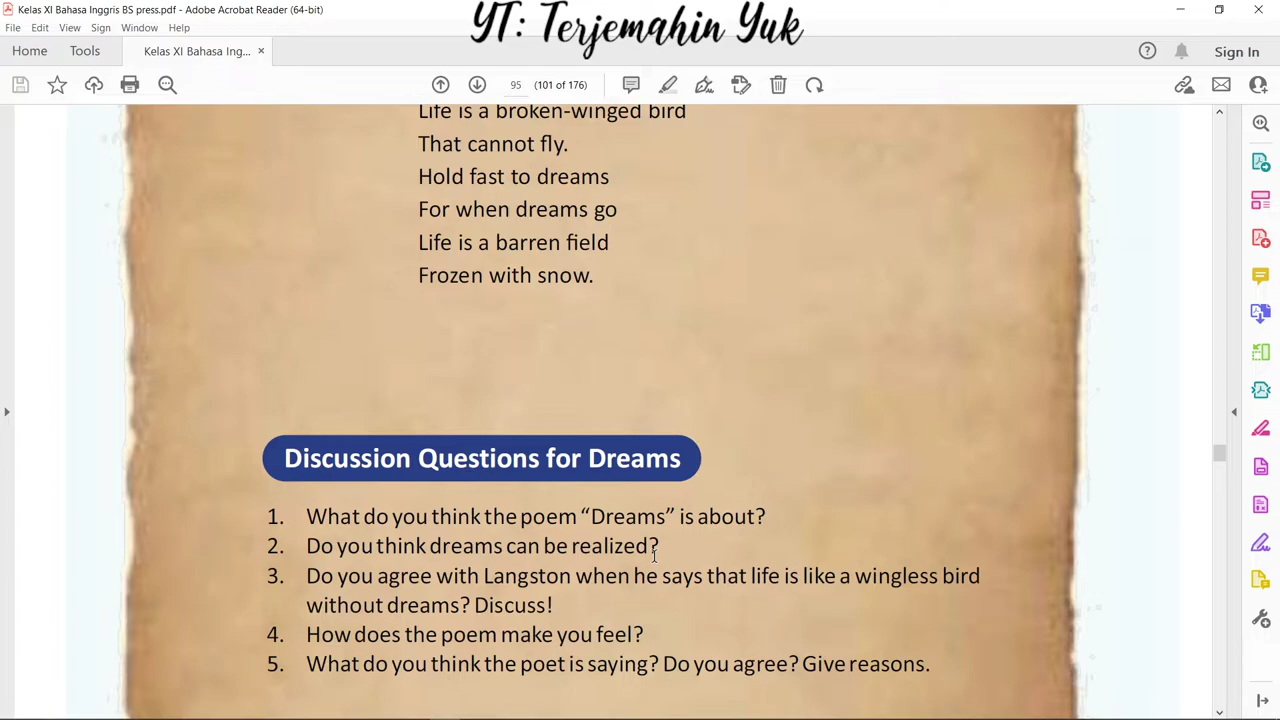 Kelas XI Bahasa Inggris BS press.pdf - Adobe Acrobat Reader (64-bit)
YT: Terjemahin Yuk
File Edit View Sign Window Help
Home Tools Kelas XI Bahasa Ing... × Sign In
95 (101 of 176)
Life is a broken-winged bird
That cannot fly.
Hold fast to dreams
For when dreams go
Life is a barren field
Frozen with snow.
Discussion Questions for Dreams
1. What do you think the poem “Dreams” is about?
2. Do you think dreams can be realized?
3. Do you agree with Langston when he says that life is like a wingless bird
without dreams? Discuss!
4. How does the poem make you feel?
5. What do you think the poet is saying? Do you agree? Give reasons.